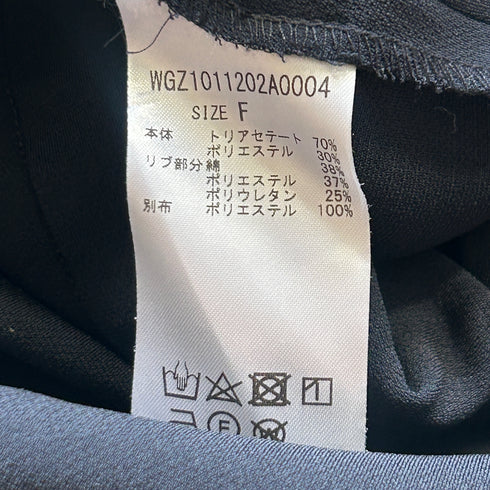 WGZ1011202A0004
SIZE F
本体 トリアセテート 70%
ポリエステル 30%
リブ部分綿 38%
ポリエステル 37%
ポリウレタン 25%
別布 ポリエステル 100%
F W